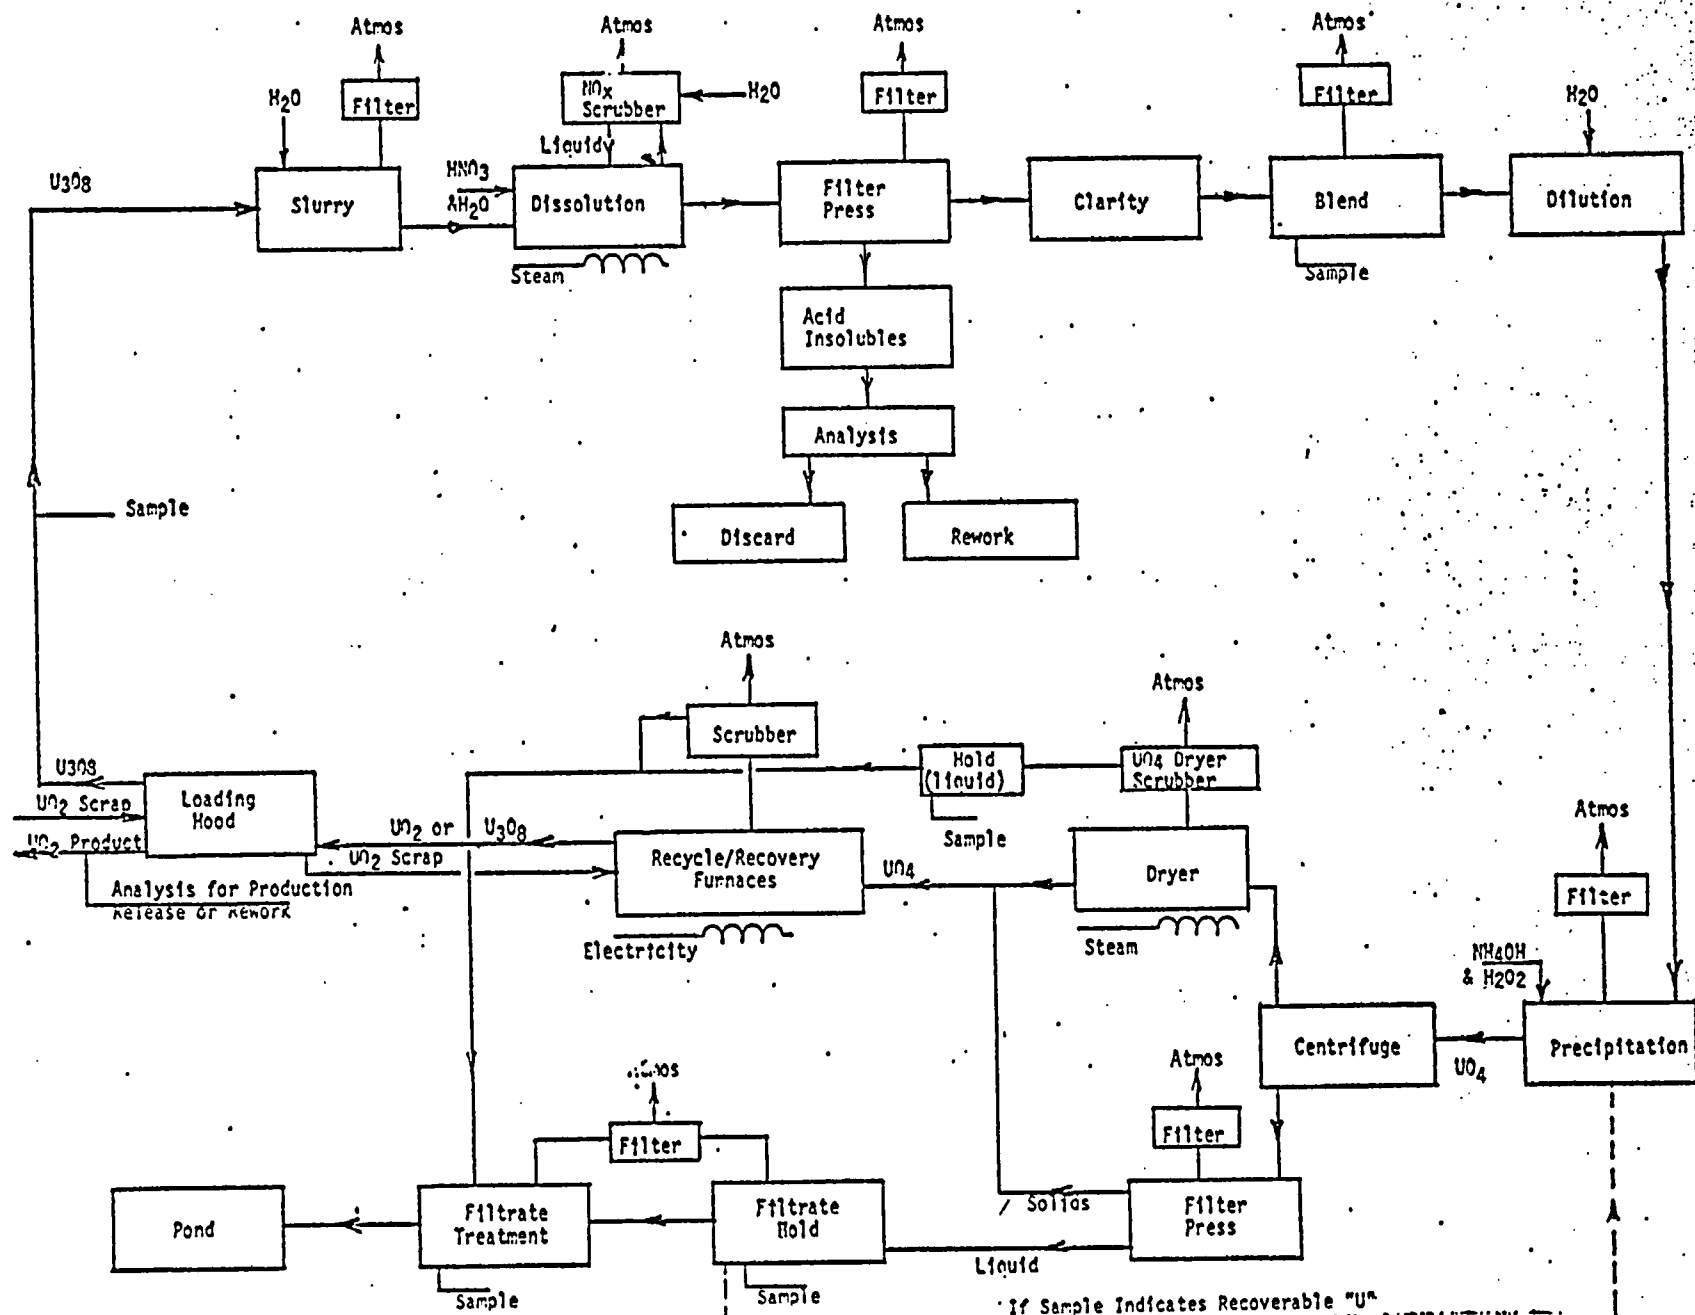 Atmos
Atmos
Atmos
Atmos
H2O
Filter
NOx
Scrubber
H2O
Filter
Filter
H2O
Liquid
U3O8
Slurry
HNO3
&H2O
Dissolution
Filter
Press
Clarity
Blend
Dilution
Steam
Sample
Acid
Insolubles
Analysis
Sample
Discard
Rework
Atmos
Atmos
Scrubber
Hold
(liquid)
UO4 Dryer
Scrubber
U3O8
UO2 Scrap
UO2 Product
Loading
Hood
UO2 or U3O8
UO2 Scrap
Sample
Atmos
Recycle/Recovery
Furnaces
UO4
Dryer
Analysis for Production
Release or Rework
Filter
Electricity
Steam
NH4OH
& H2O2
Centrifuge
Precipitation
UO4
Atmos
Atmos
Filter
Filter
Solids
Pond
Filtrate
Treatment
Filtrate
Hold
Filter
Press
Liquid
Sample
Sample
If Sample Indicates Recoverable "U"